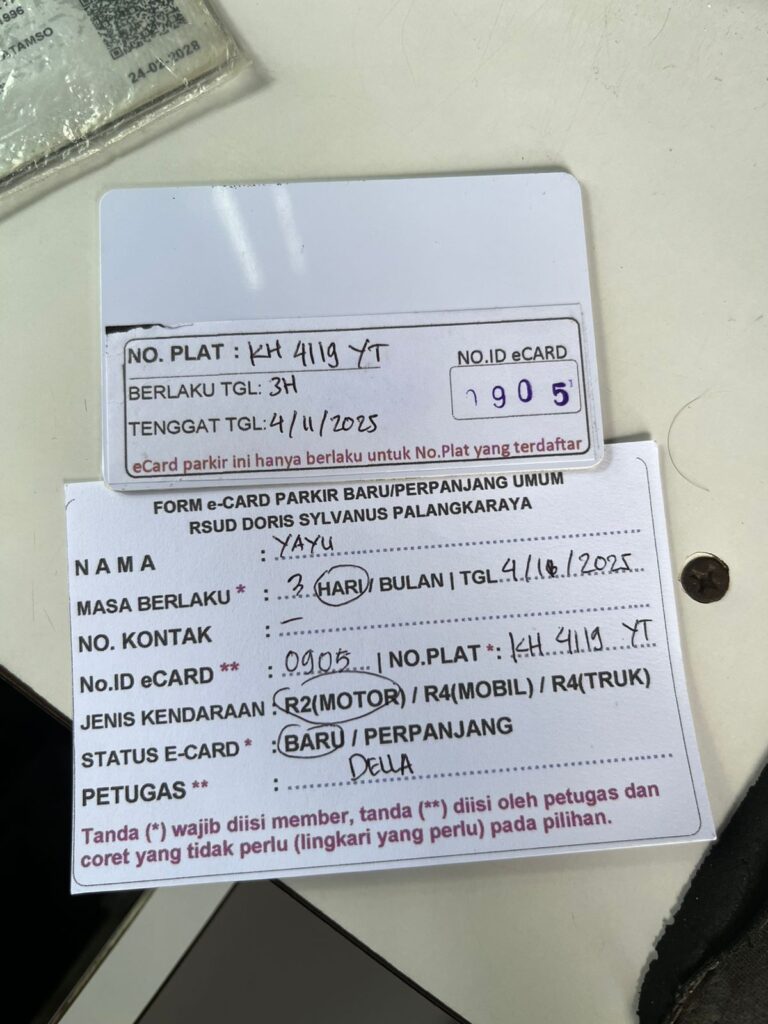 1996
ATAMSO
24-02-2028
NO. PLAT : KH 4119 YT
NO.ID eCARD
BERLAKU TGL: 3H
905
TENGGAT TGL: 4/11/2025
eCard parkir ini hanya berlaku untuk No.Plat yang terdaftar
FORM e-CARD PARKIR BARU/PERPANJANG UMUM
RSUD DORIS SYLVANUS PALANGKARAYA
NAMA : YAYU
MASA BERLAKU * : 3 HARI / BULAN | TGL 4/11/2025
NO. KONTAK : –
No.ID eCARD ** : 0905 | NO.PLAT *: KH 4119 YT
JENIS KENDARAAN : R2(MOTOR) / R4(MOBIL) / R4(TRUK)
STATUS E-CARD * : BARU / PERPANJANG
PETUGAS ** : DELLA
Tanda (*) wajib diisi member, tanda (**) diisi oleh petugas dan
coret yang tidak perlu (lingkari yang perlu) pada pilihan.